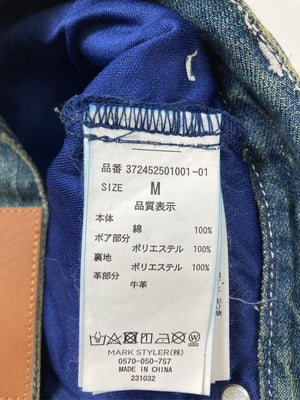 品番 372452501001-01
SIZE M
品質表示
本体 綿 100%
ボア部分 ポリエステル 100%
裏地 ポリエステル 100%
革部分 牛革
MARK STYLER(株)
0570-050-757
MADE IN CHINA
231032